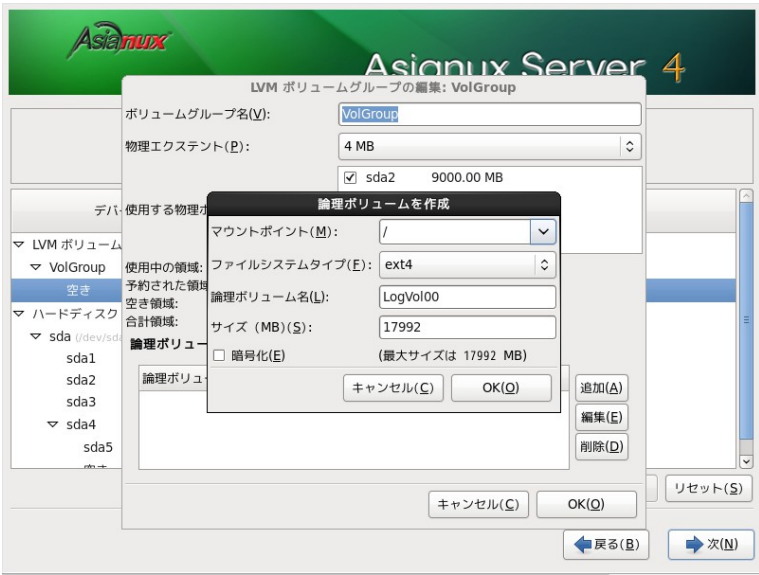 Asianux
Asianux Server 4
LVM ボリュームグループの編集: VolGroup
ボリュームグループ名(V): VolGroup
物理エクステント(P): 4 MB
sda2 9000.00 MB
デバ 使用する物理ボ
論理ボリュームを作成
マウントポイント(M): /
ファイルシステムタイプ(F): ext4
論理ボリューム名(L): LogVol00
サイズ (MB)(S): 17992
暗号化(E) (最大サイズは 17992 MB)
キャンセル(C) OK(O)
LVM ボリューム
VolGroup
空き
ハードディスク
sda (/dev/sda
sda1
sda2
sda3
sda4
sda5
使用中の領域:
予約された領域
空き領域:
合計領域:
論理ボリュー
論理ボリュー
追加(A)
編集(E)
削除(D)
キャンセル(C) OK(O)
リセット(S)
戻る(B) 次(N)